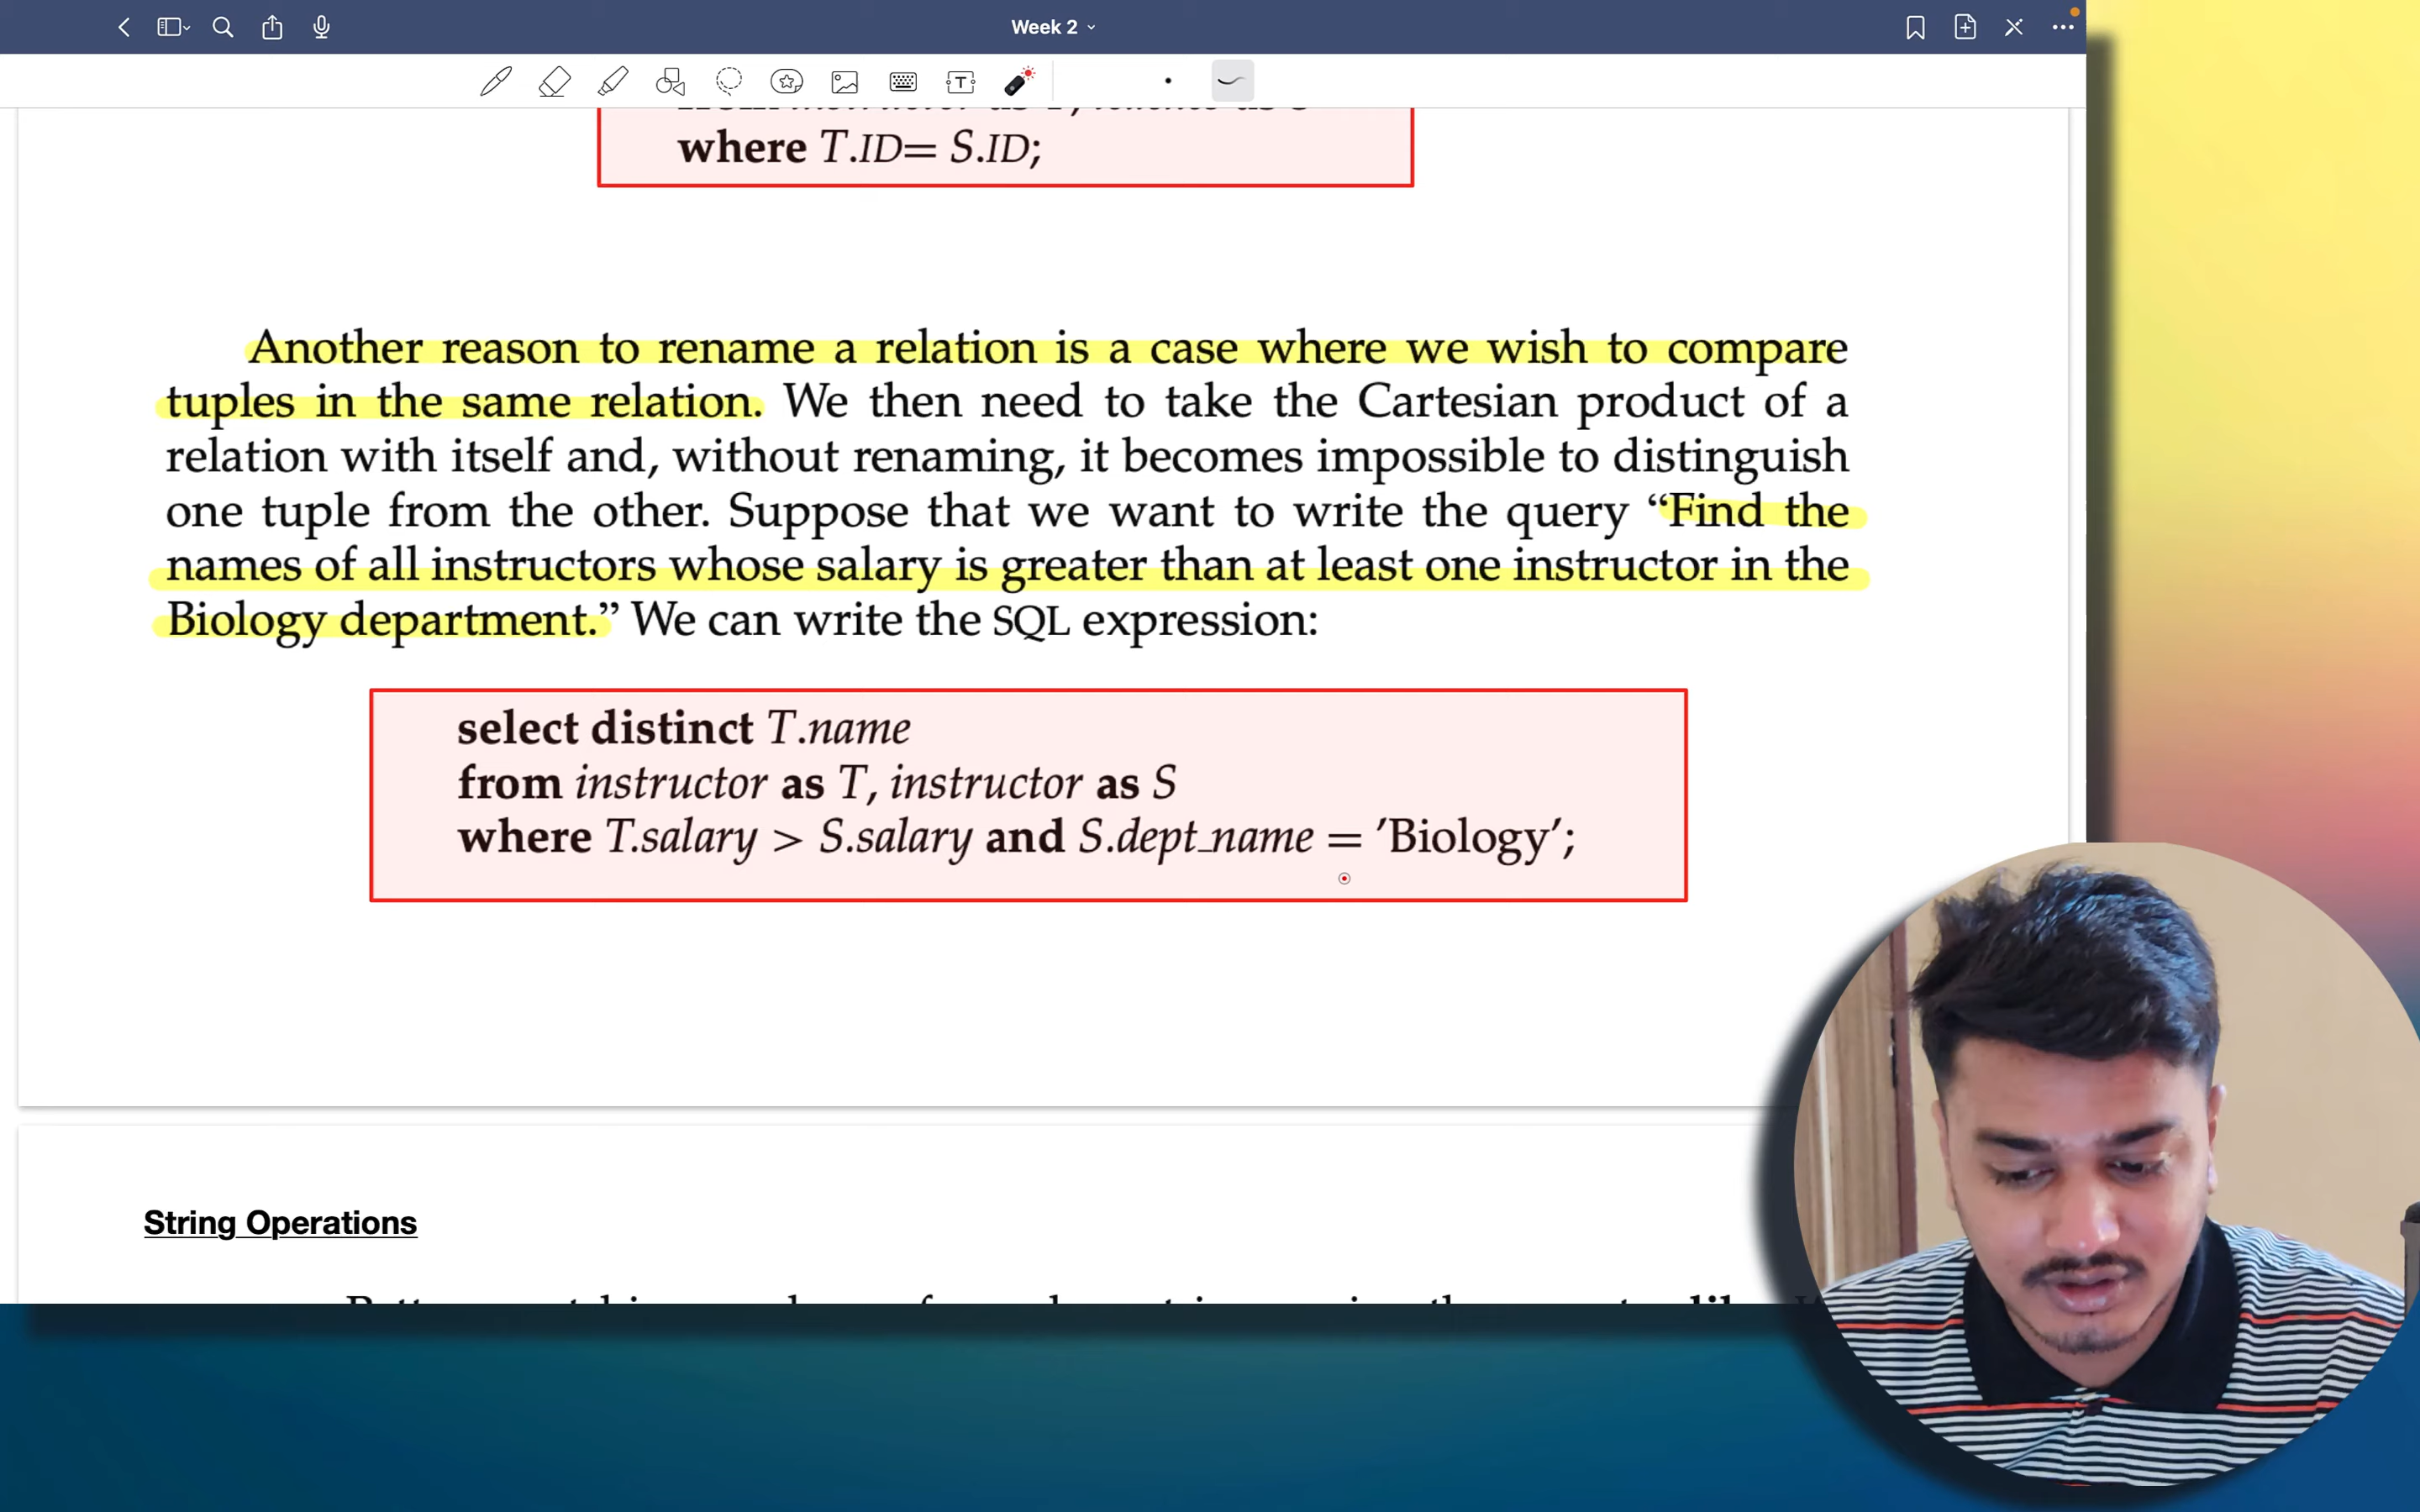 Week 2
T
where T.ID= S.ID;
Another reason to rename a relation is a case where we wish to compare
tuples in the same relation. We then need to take the Cartesian product of a
relation with itself and, without renaming, it becomes impossible to distinguish
one tuple from the other. Suppose that we want to write the query “Find the
names of all instructors whose salary is greater than at least one instructor in the
Biology department.” We can write the SQL expression:
select distinct T.name
from instructor as T, instructor as S
where T.salary > S.salary and S.dept_name = ’Biology’;
String Operations